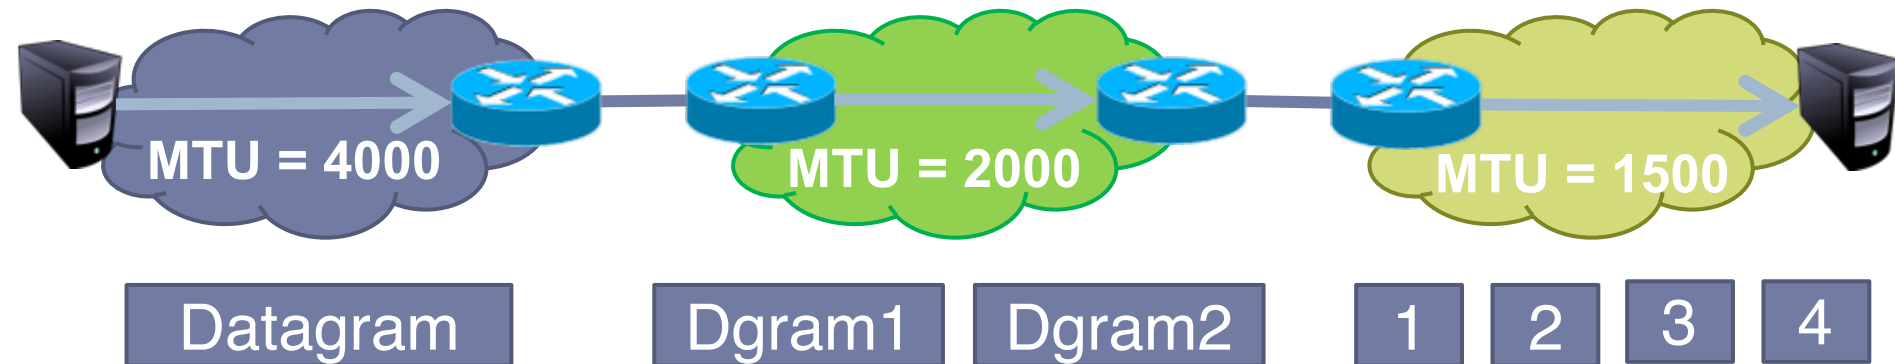 MTU = 4000
MTU = 2000
MTU = 1500
Datagram
Dgram1
Dgram2
1
2
3
4